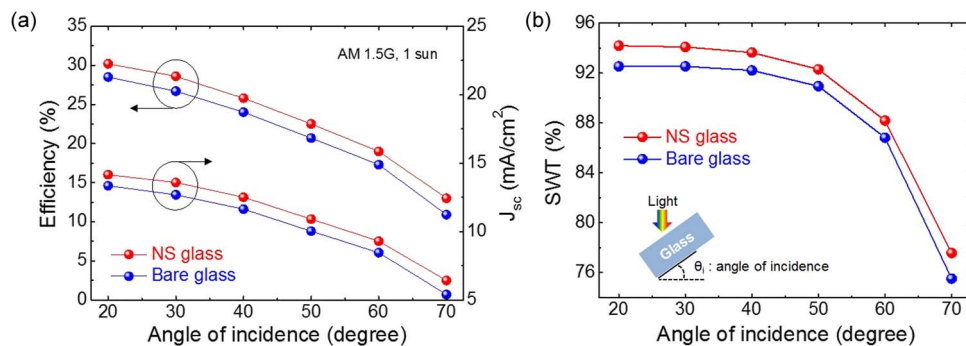 (a)
AM 1.5G, 1 sun
Efficiency (%)
35
30
25
20
15
10
5
0
J_sc (mA/cm²)
25
20
15
10
5
NS glass
Bare glass
20 30 40 50 60 70
Angle of incidence (degree)
(b)
SWT (%)
96
92
88
84
80
76
NS glass
Bare glass
Light
Glass
θᵢ : angle of incidence
20 30 40 50 60 70
Angle of incidence (degree)